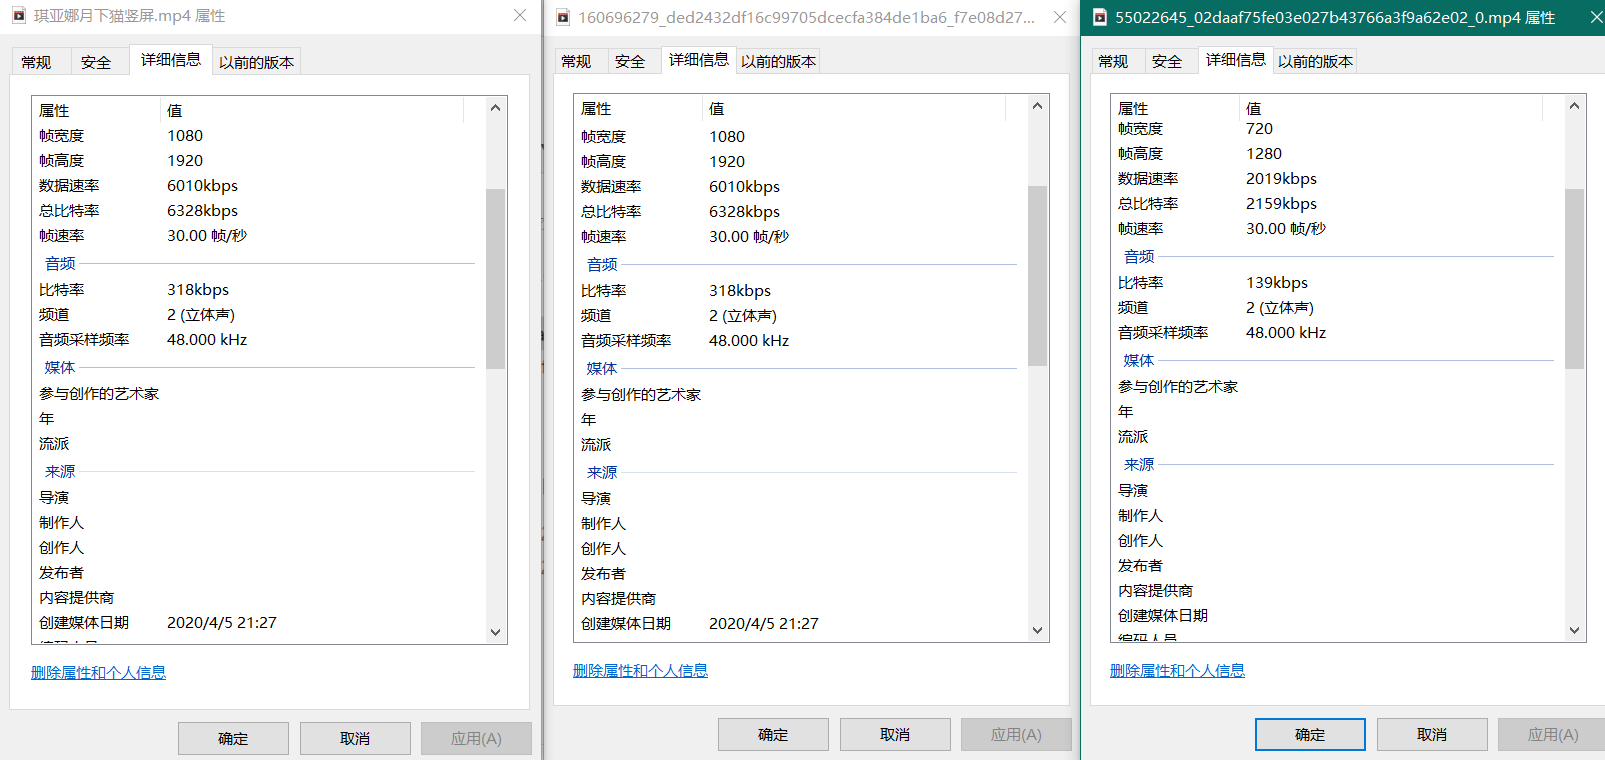 琪亚娜月下猫竖屏.mp4 属性
常规
安全
详细信息
以前的版本
属性
值
帧宽度
1080
帧高度
1920
数据速率
6010kbps
总比特率
6328kbps
帧速率
30.00 帧/秒
音频
比特率
318kbps
频道
2 (立体声)
音频采样频率
48.000 kHz
媒体
参与创作的艺术家
年
流派
来源
导演
制作人
创作人
发布者
内容提供商
创建媒体日期
2020/4/5 21:27
删除属性和个人信息
确定
取消
应用(A)
160696279_ded2432df16c99705dcecfa384de1ba6_f7e08d27...
常规
安全
详细信息
以前的版本
属性
值
帧宽度
1080
帧高度
1920
数据速率
6010kbps
总比特率
6328kbps
帧速率
30.00 帧/秒
音频
比特率
318kbps
频道
2 (立体声)
音频采样频率
48.000 kHz
媒体
参与创作的艺术家
年
流派
来源
导演
制作人
创作人
发布者
内容提供商
创建媒体日期
2020/4/5 21:27
删除属性和个人信息
确定
取消
应用(A)
55022645_02daaf75fe03e027b43766a3f9a62e02_0.mp4 属性
常规
安全
详细信息
以前的版本
属性
值
帧宽度
720
帧高度
1280
数据速率
2019kbps
总比特率
2159kbps
帧速率
30.00 帧/秒
音频
比特率
139kbps
频道
2 (立体声)
音频采样频率
48.000 kHz
媒体
参与创作的艺术家
年
流派
来源
导演
制作人
创作人
发布者
内容提供商
创建媒体日期
编码人员
删除属性和个人信息
确定
取消
应用(A)